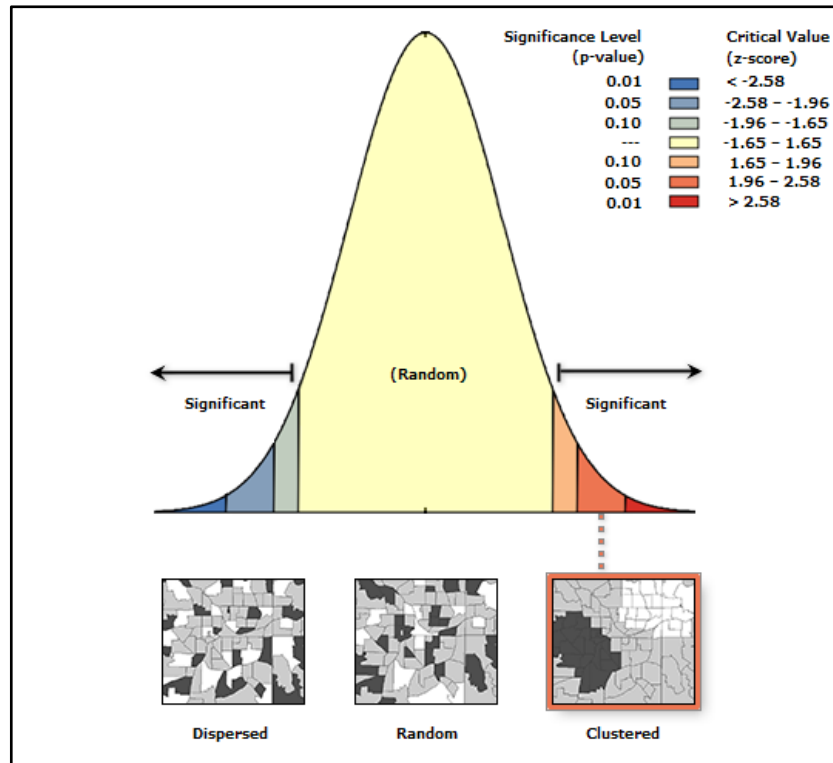 Significance Level Critical Value
(p-value) (z-score)
0.01 < -2.58
0.05 -2.58 – -1.96
0.10 -1.96 – -1.65
--- -1.65 – 1.65
0.10 1.65 – 1.96
0.05 1.96 – 2.58
0.01 > 2.58
(Random)
Significant Significant
Dispersed Random Clustered